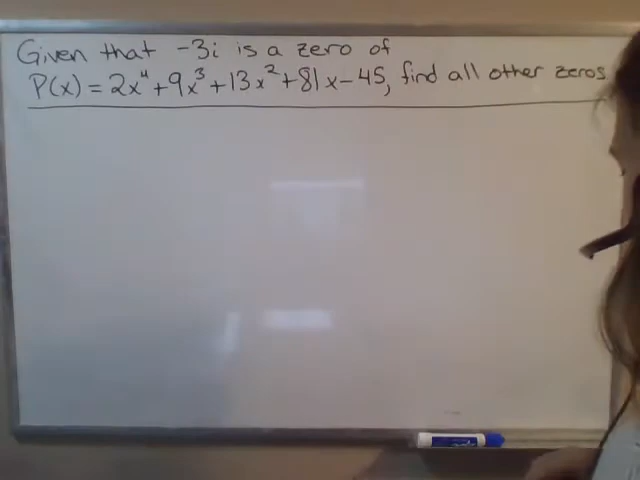 Given that -3i is a zero of
P(x) = 2x⁴ + 9x³ + 13x² + 81x - 45, find all other zeros